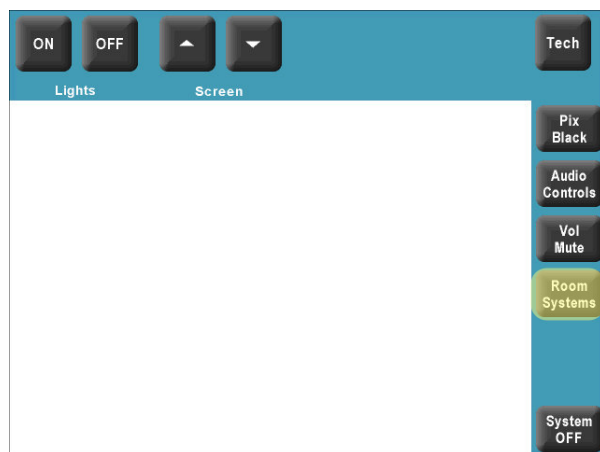 ON OFF Tech
Lights Screen
Pix
Black
Audio
Controls
Vol
Mute
Room
Systems
System
OFF